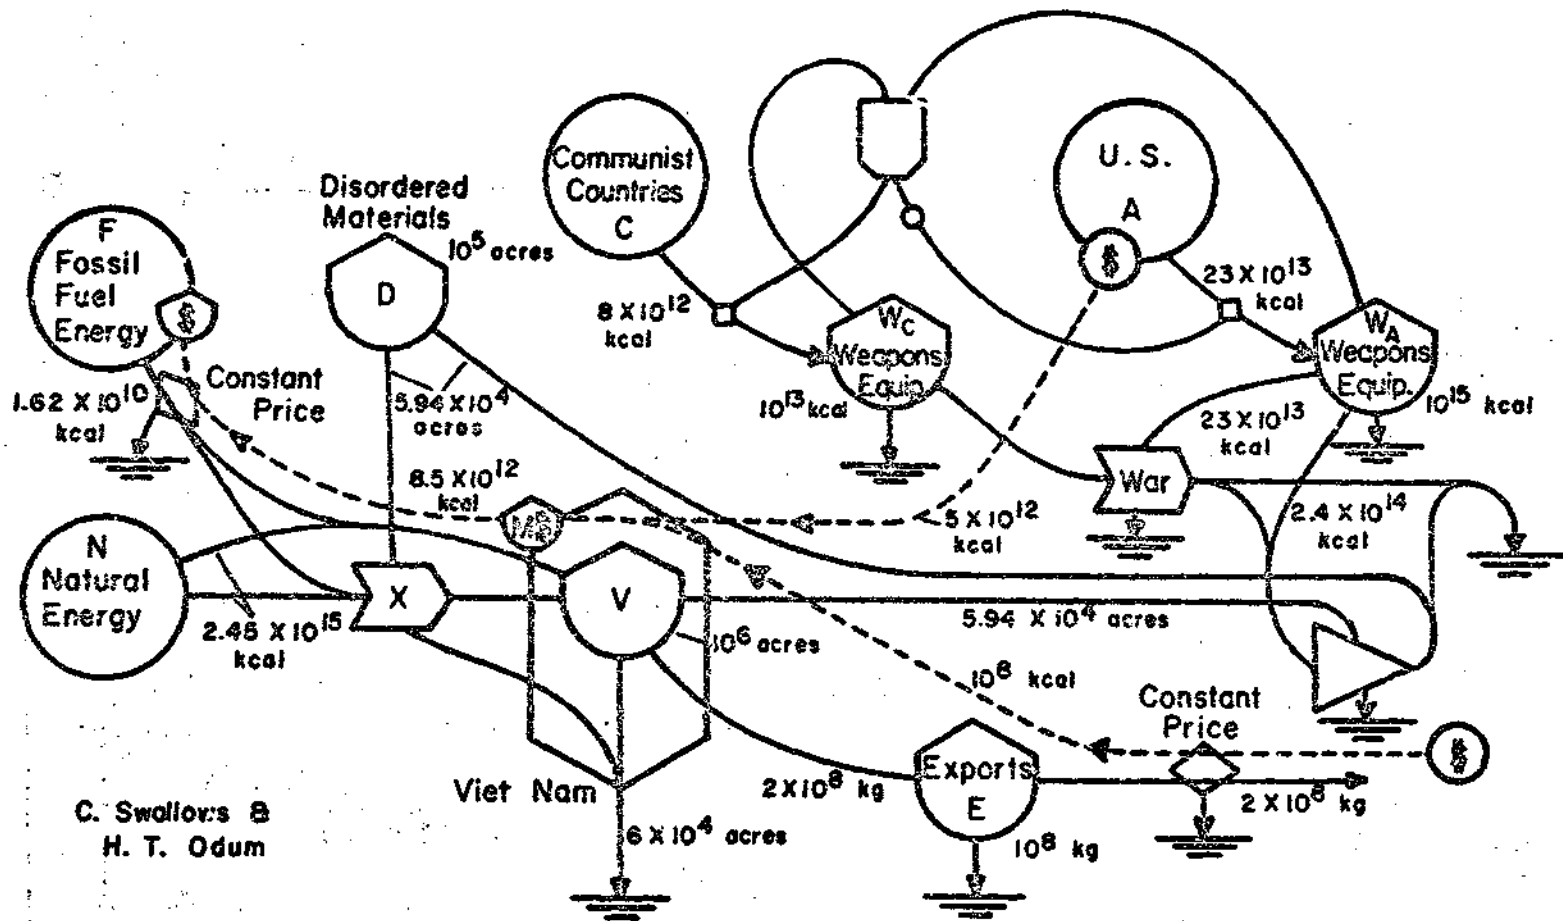 Communist
Countries
C
U. S.
A
$
Disordered
Materials
10⁵ acres
D
F
Fossil
Fuel
Energy
$
8 X 10¹²
kcal
23 X 10¹³
kcal
W_C
Weapons
Equip.
10¹³ kcal
W_A
Weapons
Equip.
10¹⁵ kcal
1.62 X 10¹⁰
kcal
Constant
Price
5.94 X 10⁴
acres
23 X 10¹³
kcal
War
8.5 X 10¹²
kcal
5 X 10¹²
kcal
2.4 X 10¹⁴
kcal
N
Natural
Energy
X
V
2.45 X 10¹⁵
kcal
10⁶ acres
5.94 X 10⁴ acres
10⁸ kcal
Constant
Price
$
Viet Nam
2 X 10⁸ kg
Exports
E
2 X 10⁸ kg
C. Swallows &
H. T. Odum
6 X 10⁴ acres
10⁸ kg